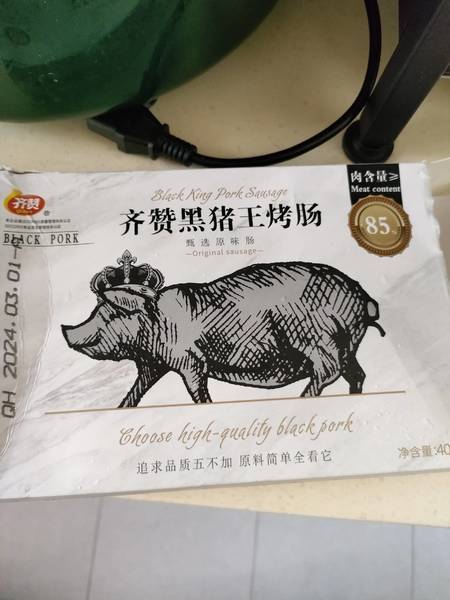 肉含量≥
Meat content
85%
齐赞
Black King Pork Sausage
齐赞黑猪王烤肠
甄选原味肠
—Original sausage—
BLACK PORK
QH 2024.03.01
Choose high-quality black pork
追求品质五不加 原料简单全看它
净含量:40